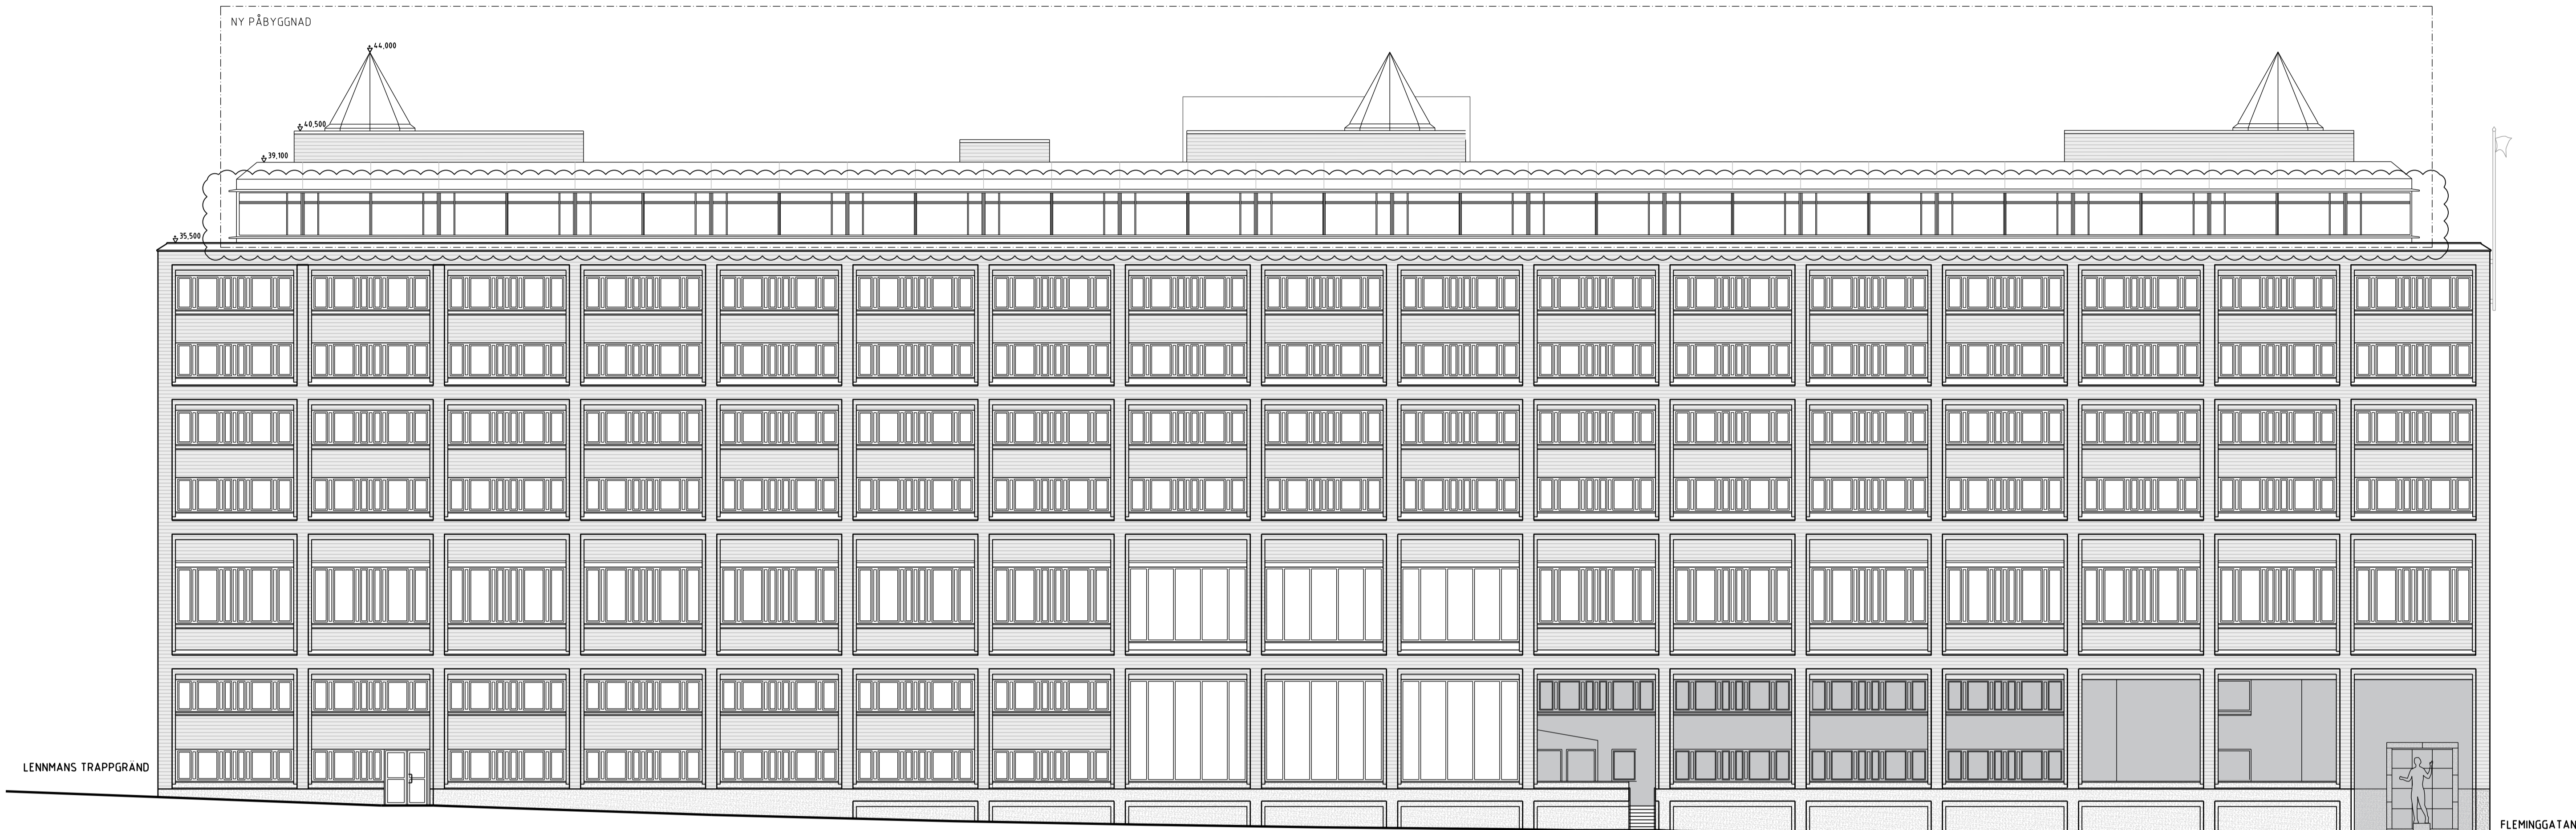 NY PÅBYGGNAD
44,000
40,500
39,100
35,500
LENNMANS TRAPPGRÄND
FLEMINGGATAN